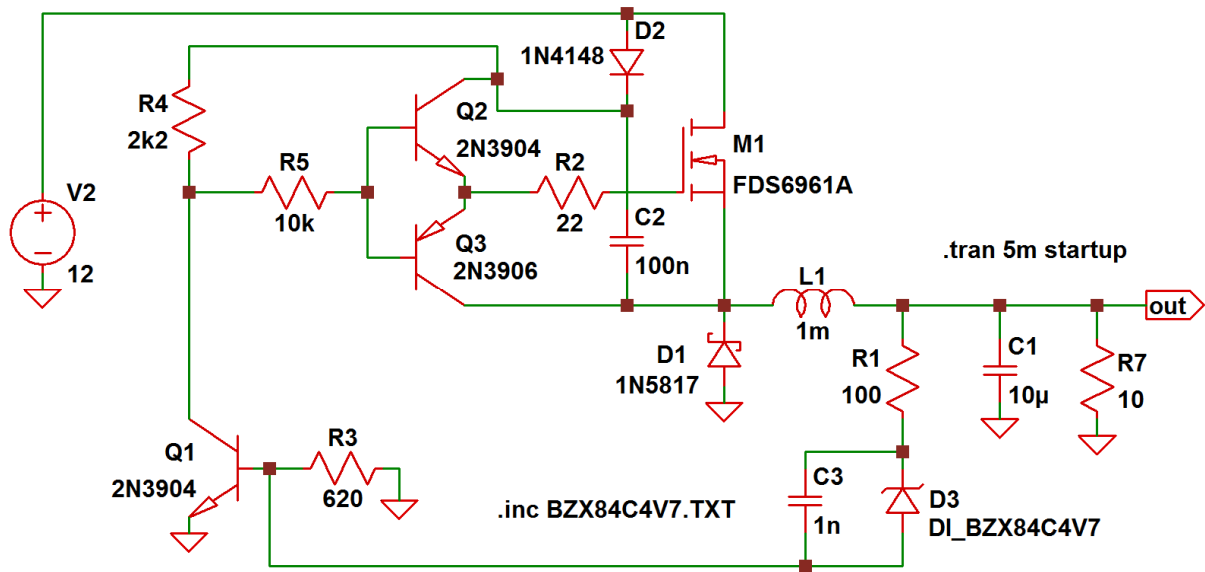 D2
1N4148
R4
2k2
Q2
2N3904
M1
FDS6961A
R5
10k
R2
22
V2
12
Q3
2N3906
C2
100n
.tran 5m startup
L1
1m
out
D1
1N5817
R1
100
C1
10µ
R7
10
Q1
2N3904
R3
620
.inc BZX84C4V7.TXT
C3
1n
D3
DI_BZX84C4V7